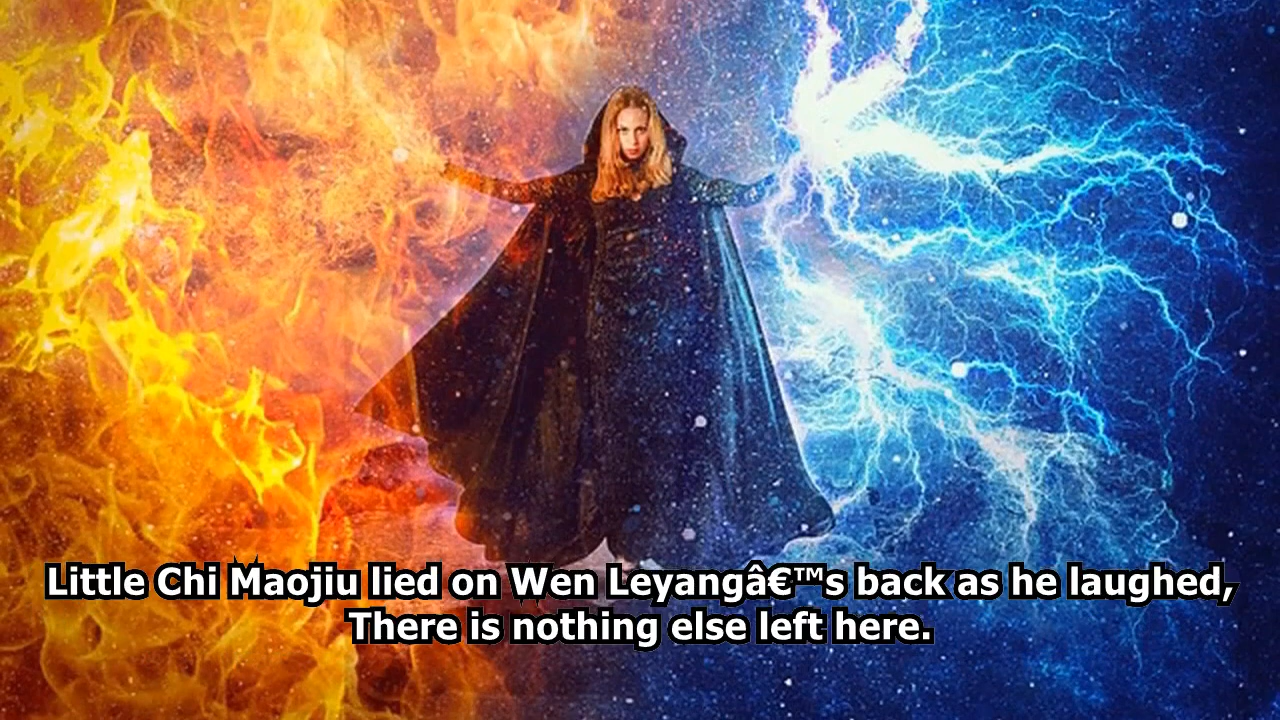 Little Chi Maojiu lied on Wen Leyangâ€™s back as he laughed,
There is nothing else left here.